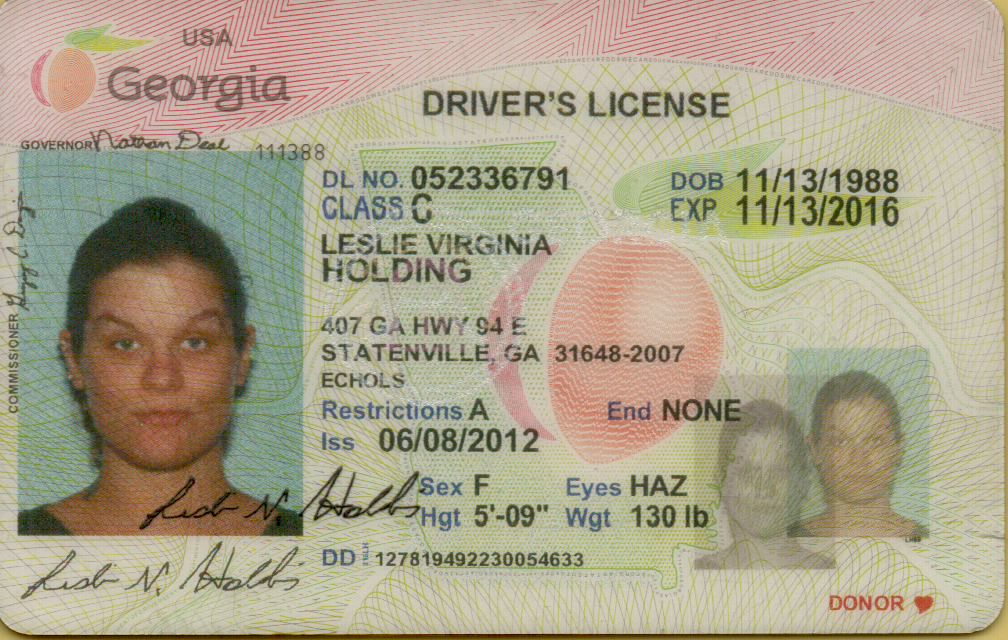 USA
Georgia
DRIVER'S LICENSE
GOVERNOR Nathan Deal
111388
DL NO. 052336791
DOB 11/13/1988
CLASS C
EXP 11/13/2016
LESLIE VIRGINIA
HOLDING
407 GA HWY 94 E
STATENVILLE, GA 31648-2007
ECHOLS
COMMISSIONER
Restrictions A
End NONE
Iss 06/08/2012
Sex F
Eyes HAZ
Hgt 5'-09"
Wgt 130 lb
DD 127819492230054633
DONOR